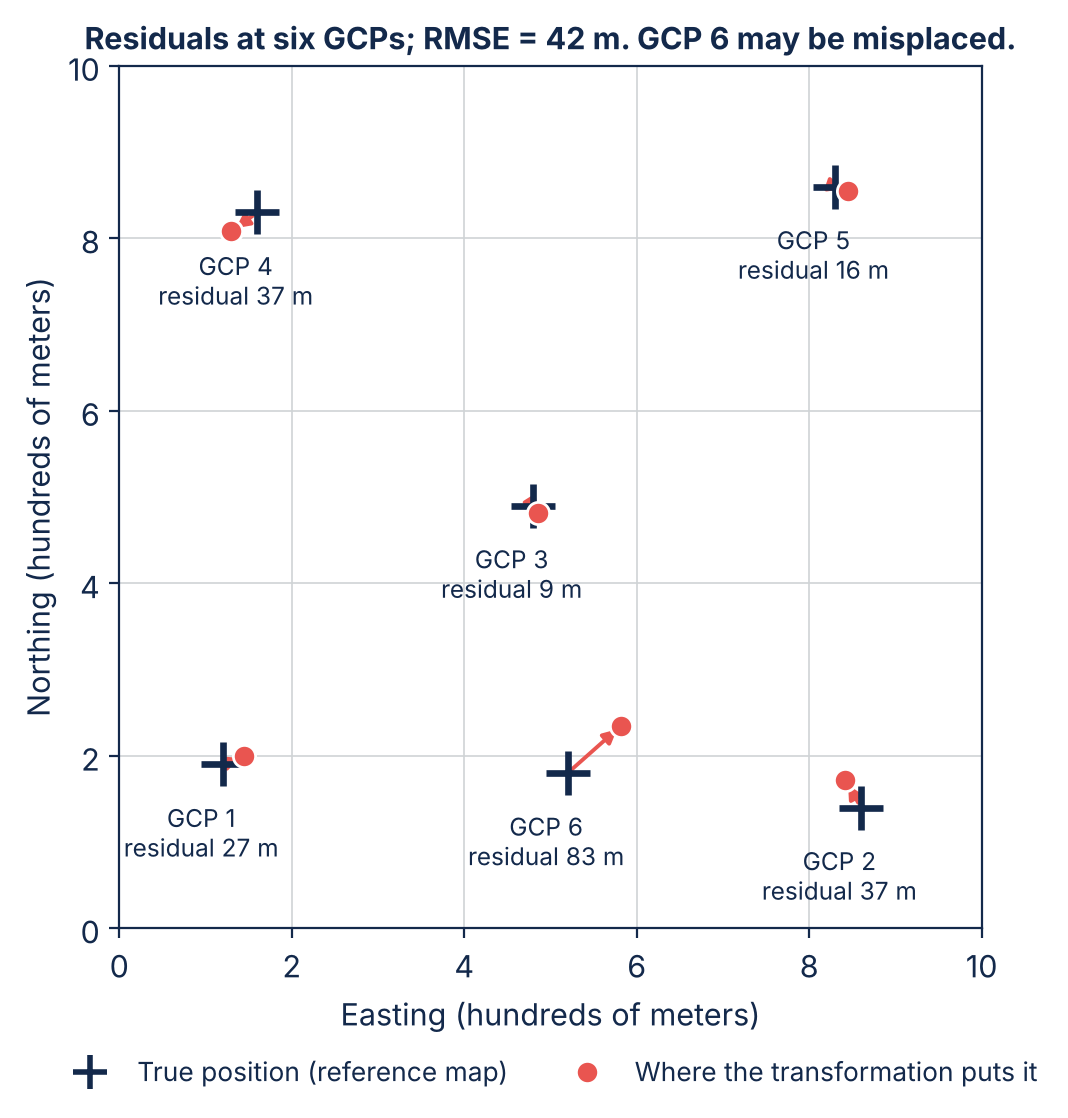 Residuals at six GCPs; RMSE = 42 m. GCP 6 may be misplaced.
10
8
6
4
2
0
Northing (hundreds of meters)
GCP 4
residual 37 m
GCP 5
residual 16 m
GCP 3
residual 9 m
GCP 1
residual 27 m
GCP 6
residual 83 m
GCP 2
residual 37 m
0 2 4 6 8 10
Easting (hundreds of meters)
True position (reference map) Where the transformation puts it